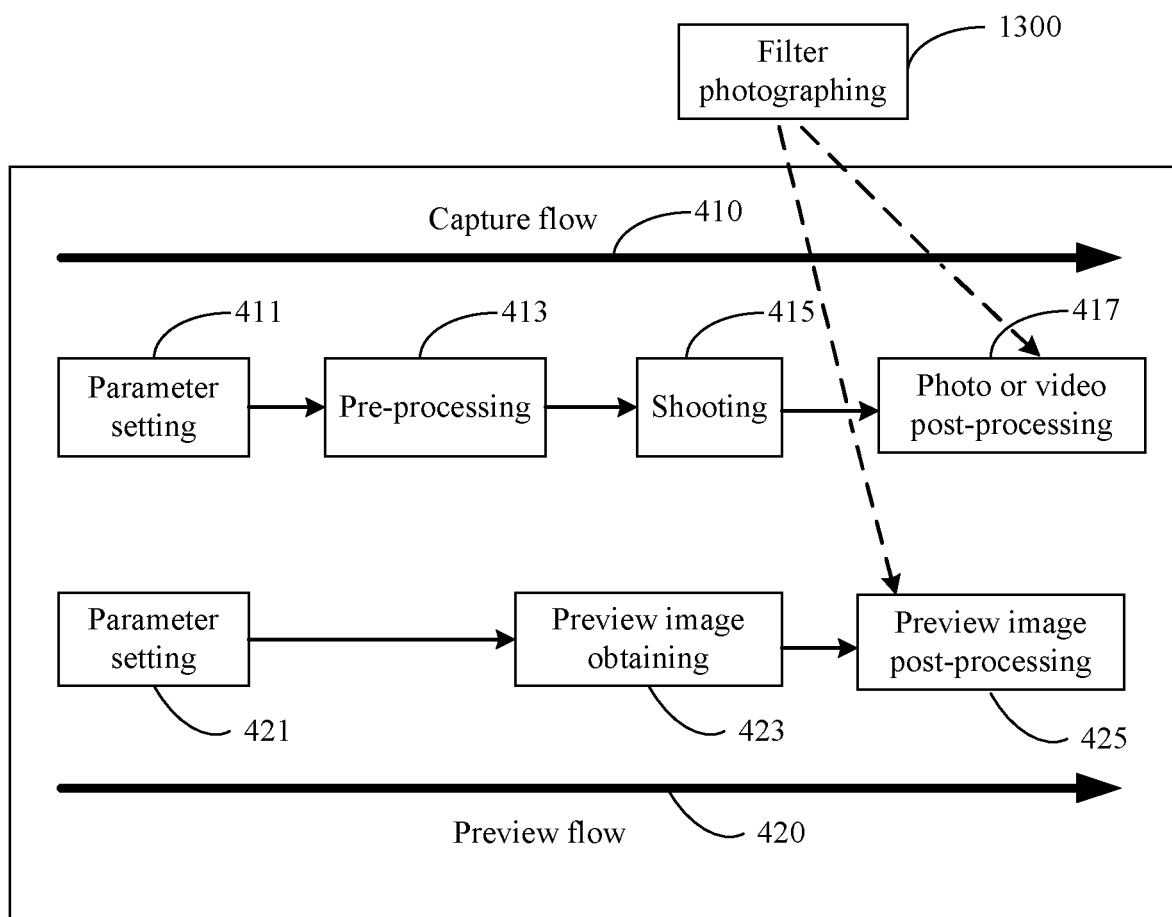 1300
Filter
photographing
Capture flow
410
411
413
415
417
Parameter
setting
Pre-processing
Shooting
Photo or video
post-processing
Parameter
setting
Preview image
obtaining
Preview image
post-processing
421
423
425
Preview flow
420